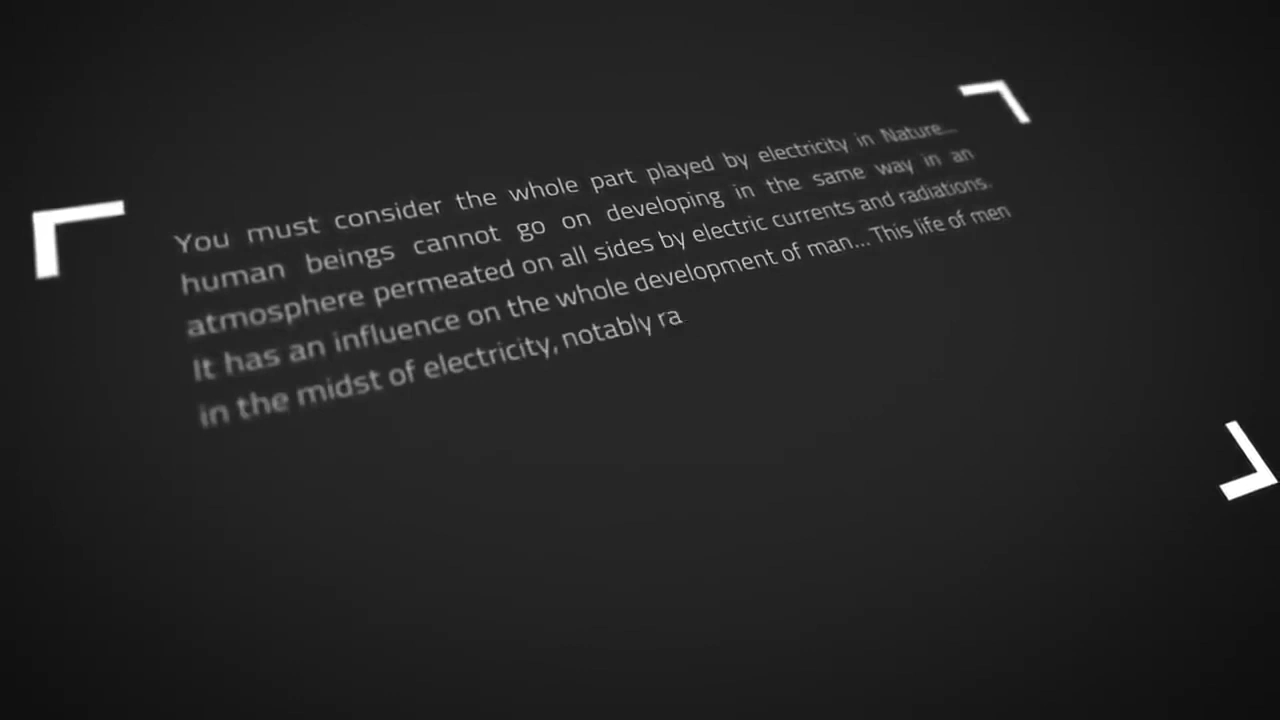 You must consider the whole part played by electricity in Nature...
human beings cannot go on developing in the same way in an
atmosphere permeated on all sides by electric currents and radiations.
It has an influence on the whole development of man... This life of men
in the midst of electricity, notably ra